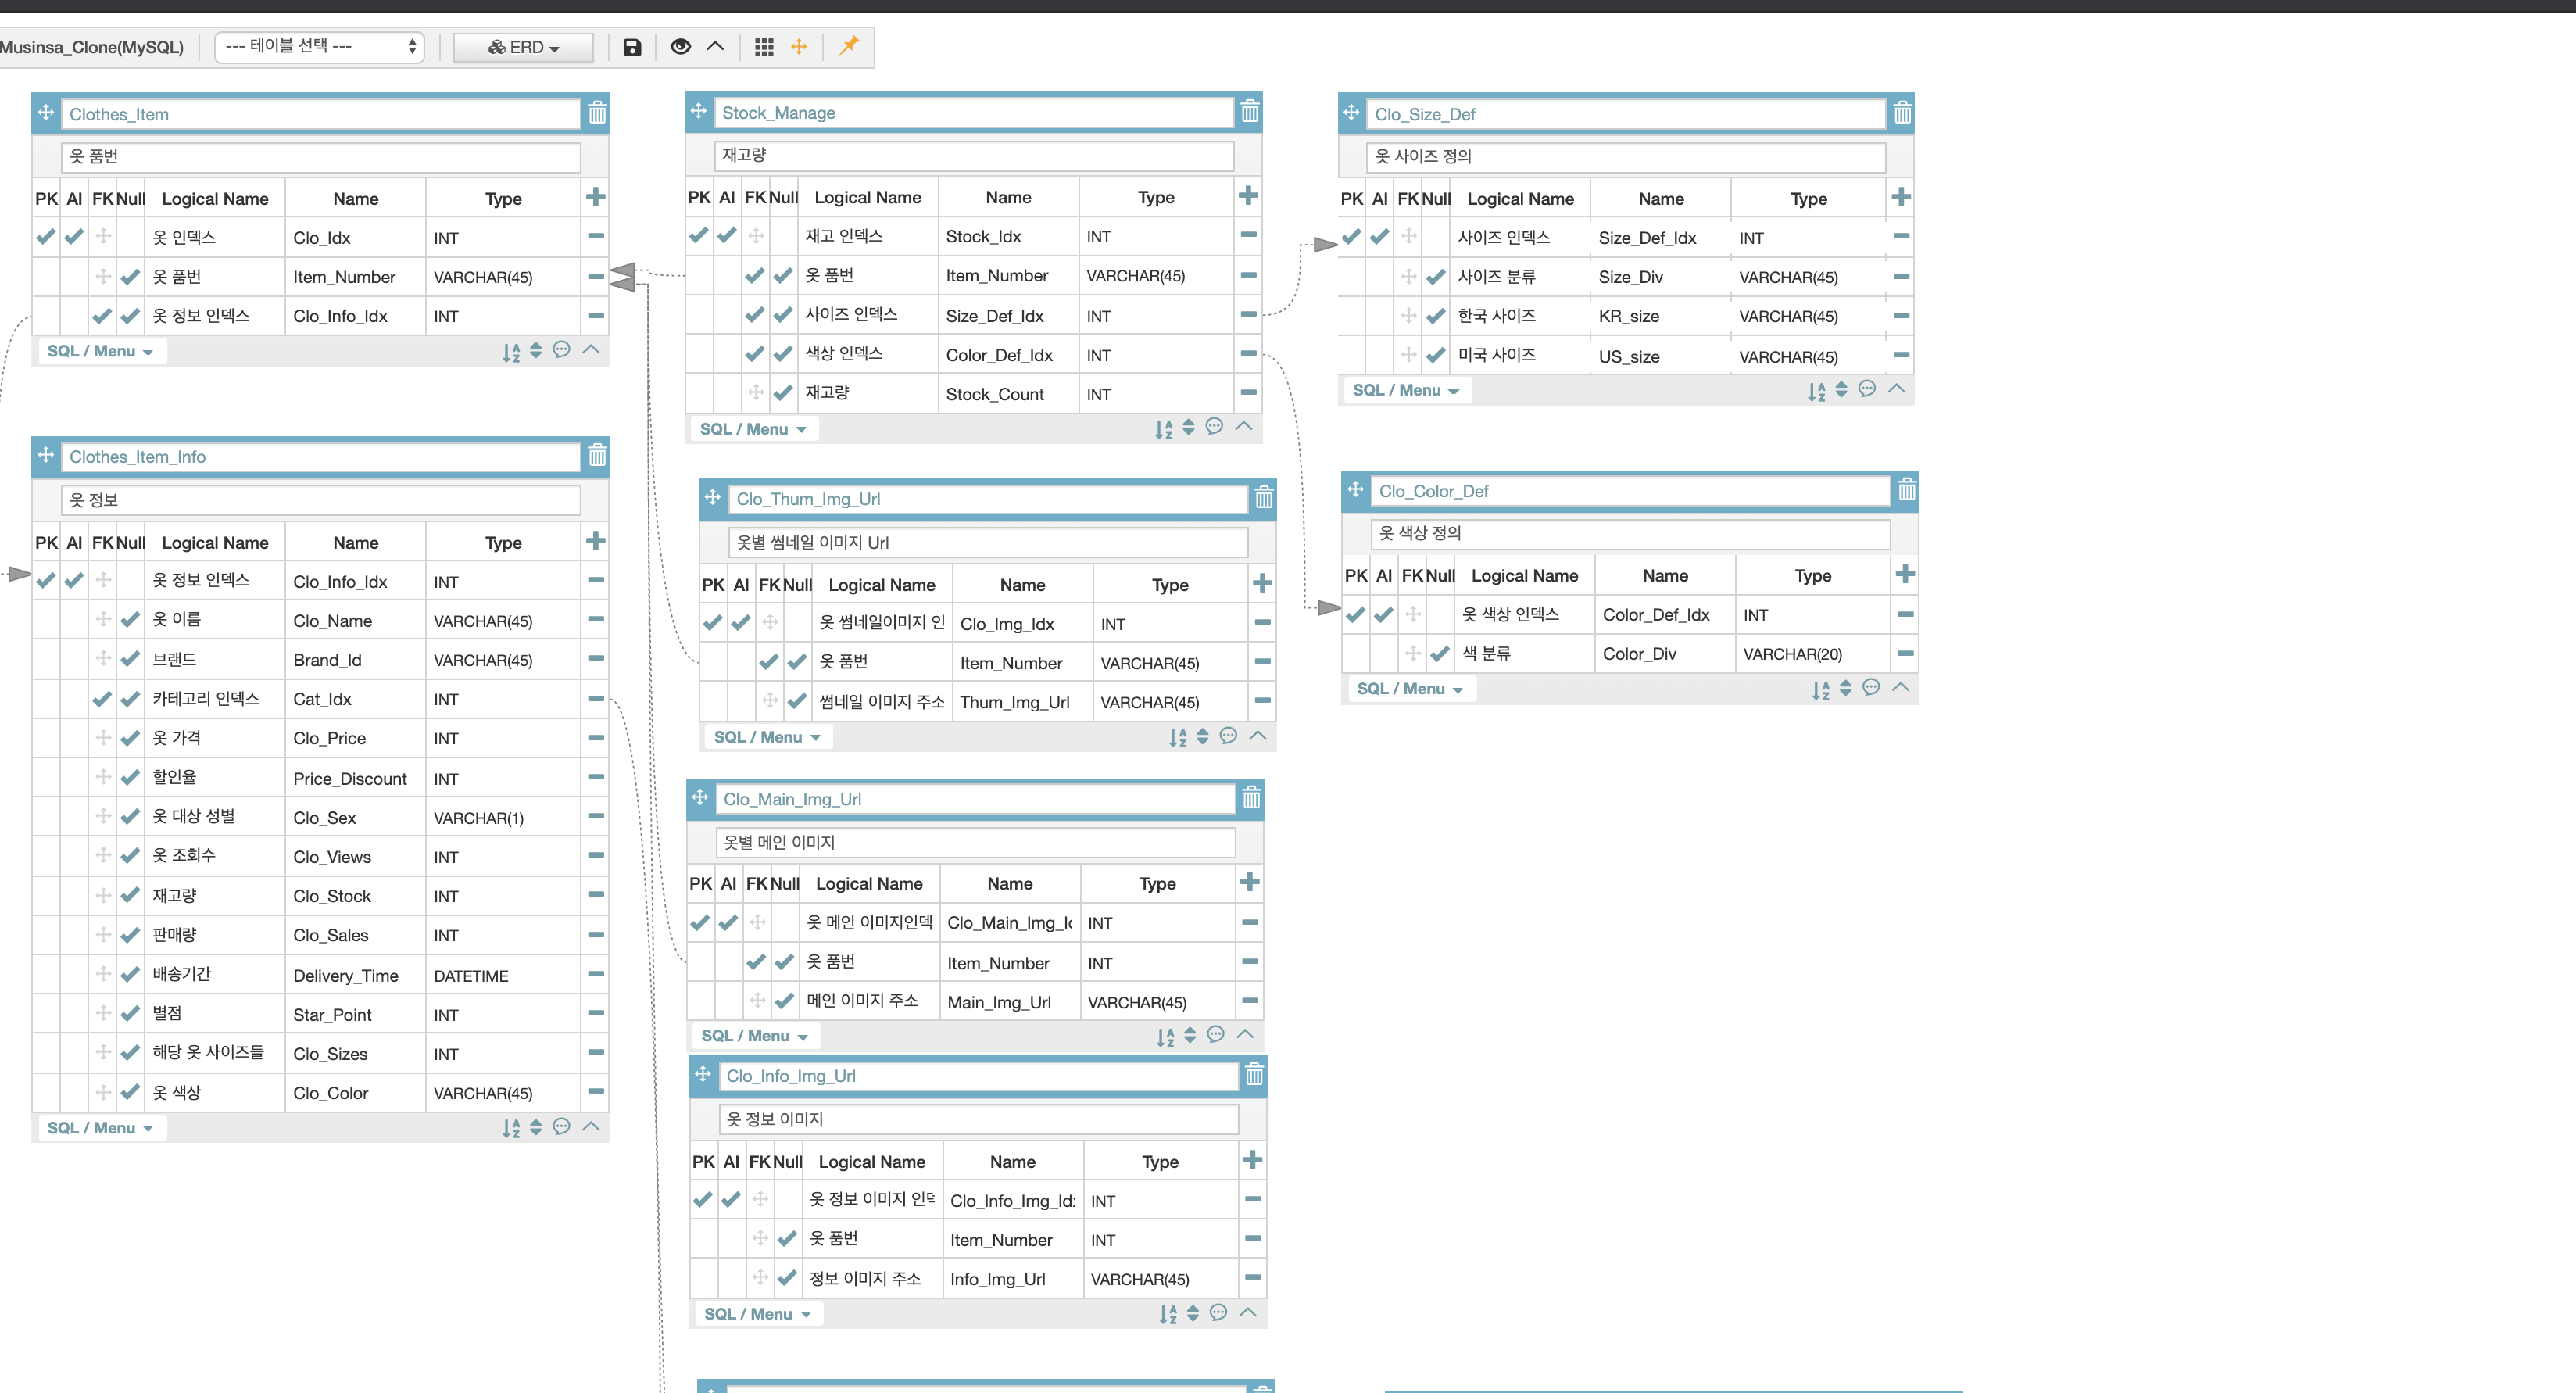 Musinsa_Clone(MySQL) --- 테이블 선택 --- ERD
Clothes_Item
옷 품번
PK AI FK Null Logical Name Name Type
옷 인덱스 Clo_Idx INT
옷 품번 Item_Number VARCHAR(45)
옷 정보 인덱스 Clo_Info_Idx INT
SQL / Menu
Clothes_Item_Info
옷 정보
PK AI FK Null Logical Name Name Type
옷 정보 인덱스 Clo_Info_Idx INT
옷 이름 Clo_Name VARCHAR(45)
브랜드 Brand_Id VARCHAR(45)
카테고리 인덱스 Cat_Idx INT
옷 가격 Clo_Price INT
할인율 Price_Discount INT
옷 대상 성별 Clo_Sex VARCHAR(1)
옷 조회수 Clo_Views INT
재고량 Clo_Stock INT
판매량 Clo_Sales INT
배송기간 Delivery_Time DATETIME
별점 Star_Point INT
해당 옷 사이즈들 Clo_Sizes INT
옷 색상 Clo_Color VARCHAR(45)
SQL / Menu
Stock_Manage
재고량
PK AI FK Null Logical Name Name Type
재고 인덱스 Stock_Idx INT
옷 품번 Item_Number VARCHAR(45)
사이즈 인덱스 Size_Def_Idx INT
색상 인덱스 Color_Def_Idx INT
재고량 Stock_Count INT
SQL / Menu
Clo_Thum_Img_Url
옷별 썸네일 이미지 Url
PK AI FK Null Logical Name Name Type
옷 썸네일이미지 인 Clo_Img_Idx INT
옷 품번 Item_Number VARCHAR(45)
썸네일 이미지 주소 Thum_Img_Url VARCHAR(45)
SQL / Menu
Clo_Main_Img_Url
옷별 메인 이미지
PK AI FK Null Logical Name Name Type
옷 메인 이미지인덱 Clo_Main_Img_Ic INT
옷 품번 Item_Number INT
메인 이미지 주소 Main_Img_Url VARCHAR(45)
SQL / Menu
Clo_Info_Img_Url
옷 정보 이미지
PK AI FK Null Logical Name Name Type
옷 정보 이미지 인덱 Clo_Info_Img_Idx INT
옷 품번 Item_Number INT
정보 이미지 주소 Info_Img_Url VARCHAR(45)
SQL / Menu
Clo_Size_Def
옷 사이즈 정의
PK AI FK Null Logical Name Name Type
사이즈 인덱스 Size_Def_Idx INT
사이즈 분류 Size_Div VARCHAR(45)
한국 사이즈 KR_size VARCHAR(45)
미국 사이즈 US_size VARCHAR(45)
SQL / Menu
Clo_Color_Def
옷 색상 정의
PK AI FK Null Logical Name Name Type
옷 색상 인덱스 Color_Def_Idx INT
색 분류 Color_Div VARCHAR(20)
SQL / Menu